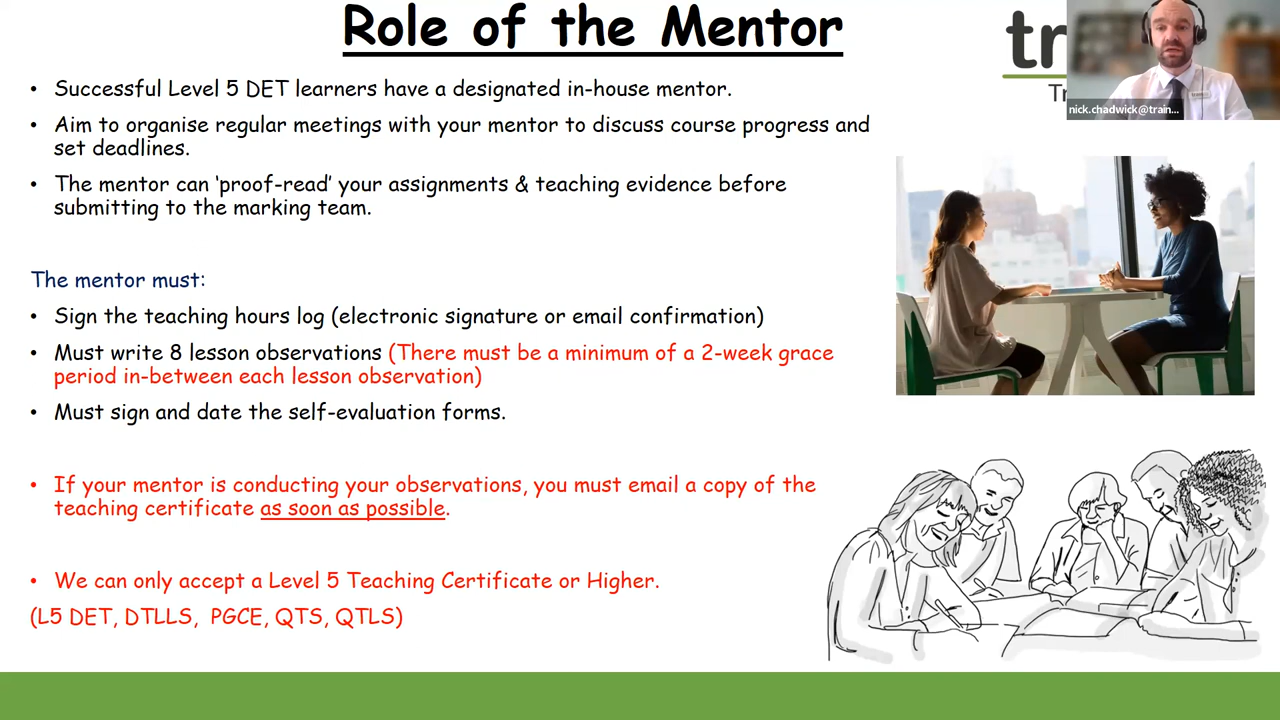 Role of the Mentor
tr
Tr
nick.chadwick@train...
• Successful Level 5 DET learners have a designated in-house mentor.
• Aim to organise regular meetings with your mentor to discuss course progress and
set deadlines.
• The mentor can ‘proof-read’ your assignments & teaching evidence before
submitting to the marking team.
The mentor must:
• Sign the teaching hours log (electronic signature or email confirmation)
• Must write 8 lesson observations (There must be a minimum of a 2-week grace
period in-between each lesson observation)
• Must sign and date the self-evaluation forms.
• If your mentor is conducting your observations, you must email a copy of the
teaching certificate as soon as possible.
• We can only accept a Level 5 Teaching Certificate or Higher.
(L5 DET, DTLLS, PGCE, QTS, QTLS)